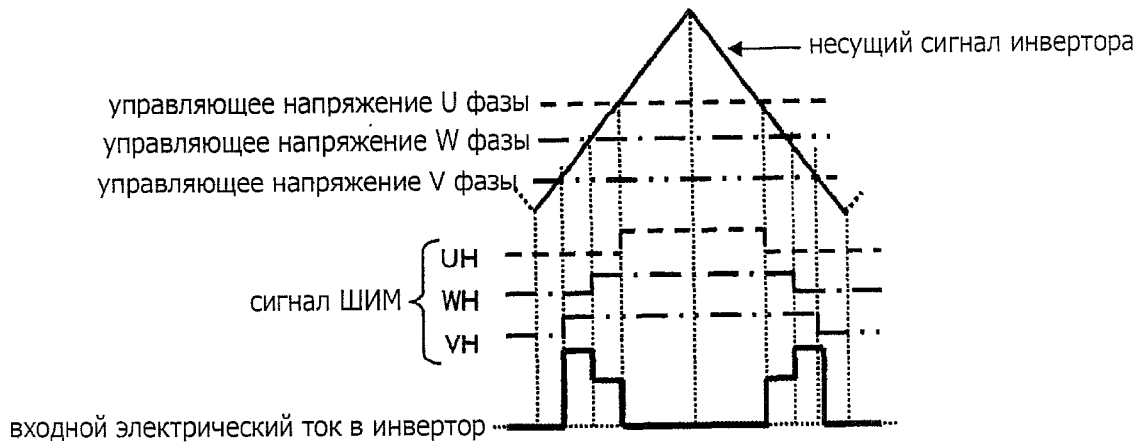 несущий сигнал инвертора
управляющее напряжение U фазы
управляющее напряжение W фазы
управляющее напряжение V фазы
сигнал ШИМ
UH
WH
VH
входной электрический ток в инвертор